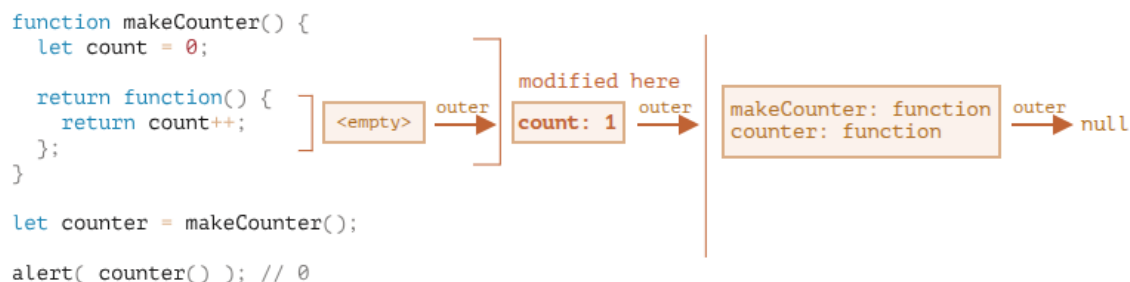 function makeCounter() {
let count = 0;
return function() {
return count++;
};
}
let counter = makeCounter();
alert( counter() ); // 0
<empty>
outer
modified here
count: 1
outer
makeCounter: function
counter: function
outer
null